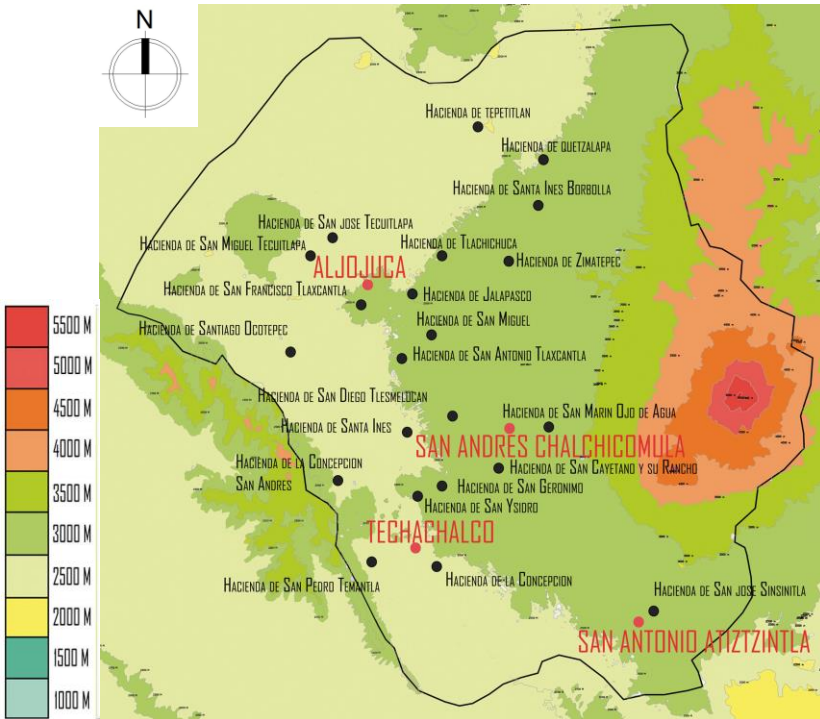 N
HACIENDA DE TEPETITLAN
HACIENDA DE QUETZALAPA
HACIENDA DE SANTA INES BORBOLLA
HACIENDA DE SAN JOSE TECUITLAPA
HACIENDA DE SAN MIGUEL TECUITLAPA
HACIENDA DE TLACHICHUCA
HACIENDA DE ZIMATEPEC
ALJOJUCA
HACIENDA DE SAN FRANCISCO TLAXCANTLA
HACIENDA DE JALAPASCO
HACIENDA DE SAN MIGUEL
HACIENDA DE SANTIAGO OCOTEPEC
HACIENDA DE SAN ANTONIO TLAXCANTLA
HACIENDA DE SAN DIEGO TLESMELUCAN
HACIENDA DE SAN MARIN OJO DE AGUA
HACIENDA DE SANTA INES
SAN ANDRES CHALCHICOMULA
HACIENDA DE LA CONCEPCION
SAN ANDRES
HACIENDA DE SAN CAYETANO Y SU RANCHO
HACIENDA DE SAN GERONIMO
HACIENDA DE SAN YSIDRO
TECHACHALCO
HACIENDA DE SAN PEDRO TEMANTLA
HACIENDA DE LA CONCEPCION
HACIENDA DE SAN JOSE SINSINITLA
SAN ANTONIO ATIZTZINTLA
5500 M
5000 M
4500 M
4000 M
3500 M
3000 M
2500 M
2000 M
1500 M
1000 M